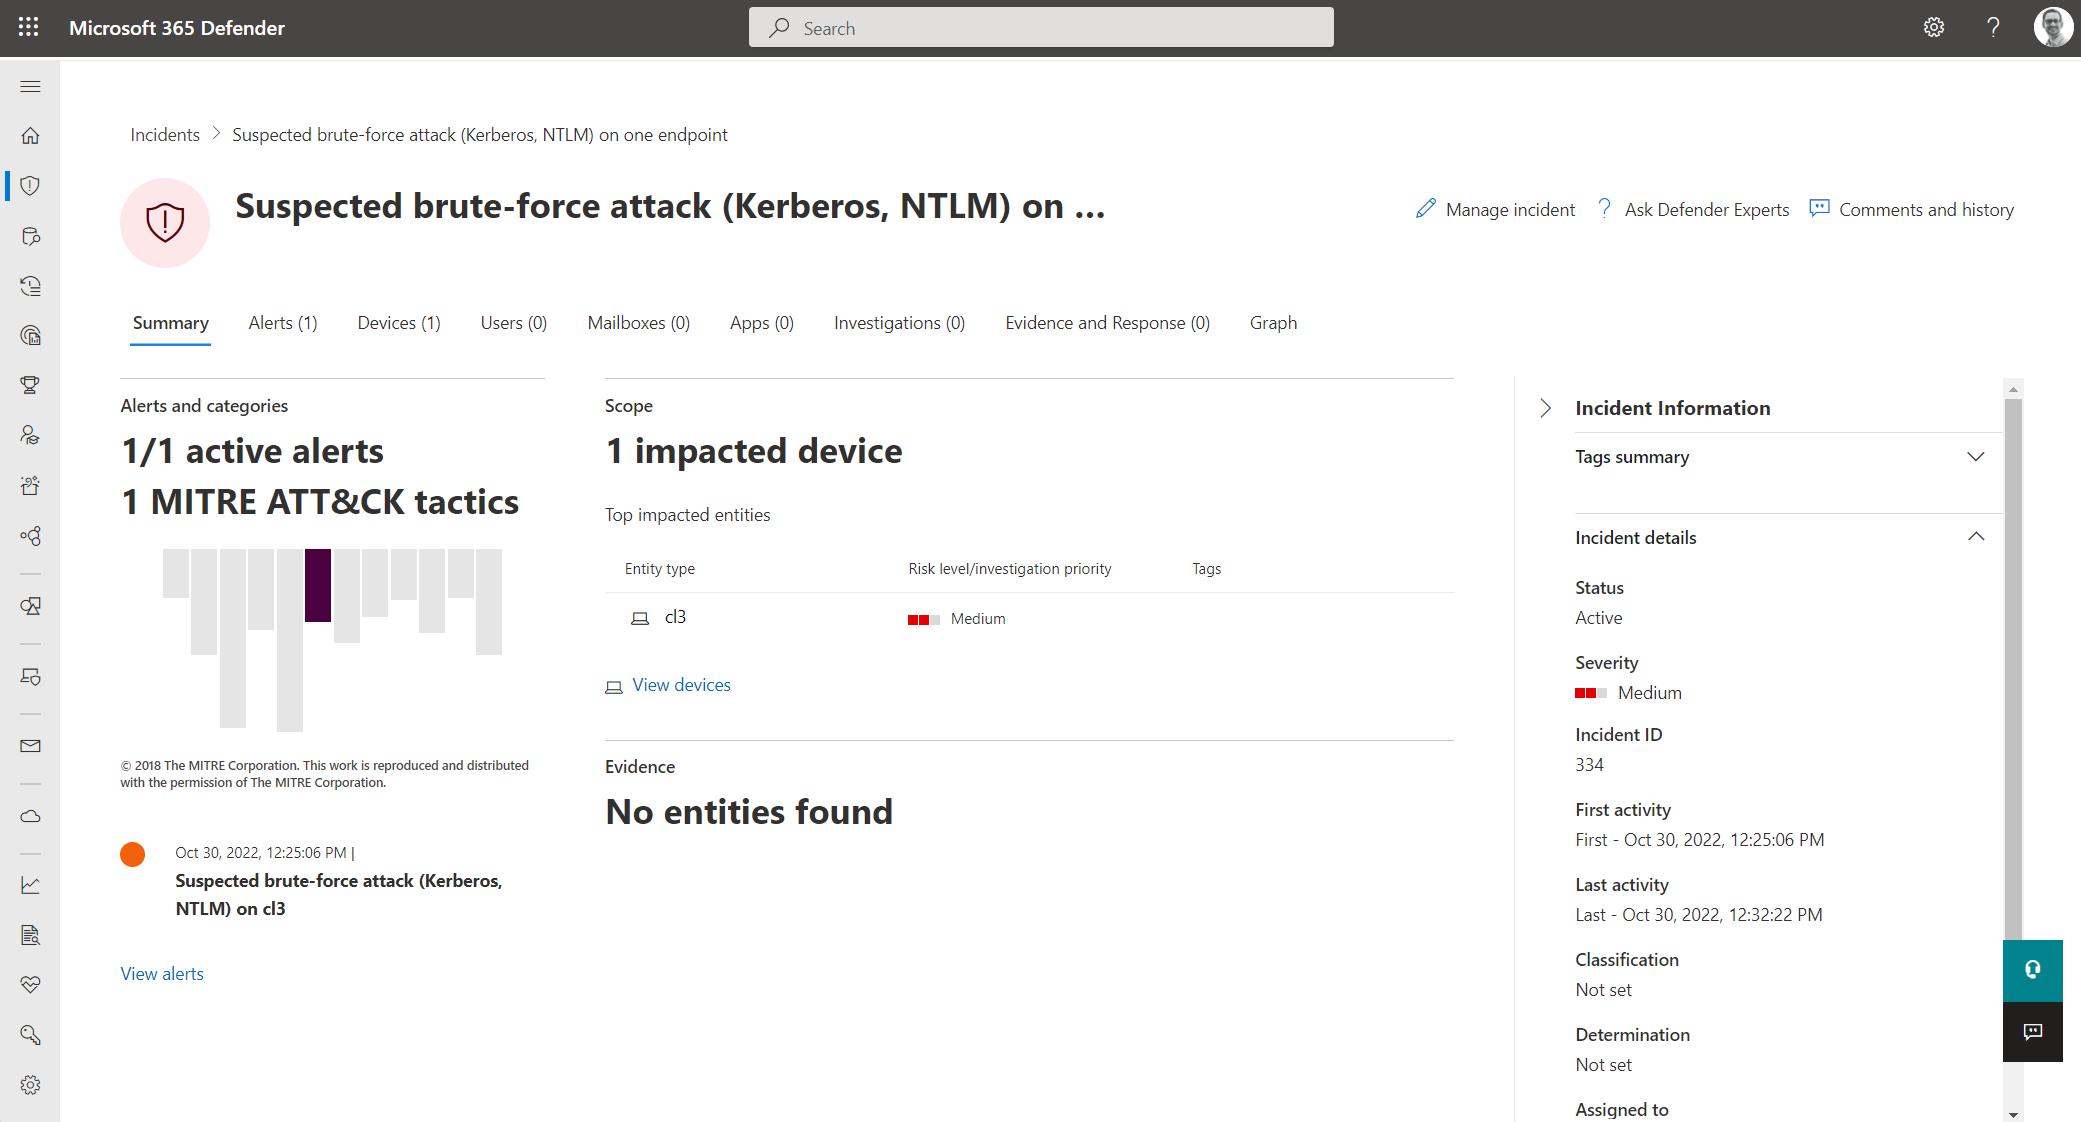 Microsoft 365 Defender
Search
Incidents > Suspected brute-force attack (Kerberos, NTLM) on one endpoint
Suspected brute-force attack (Kerberos, NTLM) on ...
Manage incident
Ask Defender Experts
Comments and history
Summary
Alerts (1)
Devices (1)
Users (0)
Mailboxes (0)
Apps (0)
Investigations (0)
Evidence and Response (0)
Graph
Alerts and categories
1/1 active alerts
1 MITRE ATT&CK tactics
© 2018 The MITRE Corporation. This work is reproduced and distributed
with the permission of The MITRE Corporation.
Oct 30, 2022, 12:25:06 PM |
Suspected brute-force attack (Kerberos,
NTLM) on cl3
View alerts
Scope
1 impacted device
Top impacted entities
Entity type
Risk level/investigation priority
Tags
cl3
Medium
View devices
Evidence
No entities found
Incident Information
Tags summary
Incident details
Status
Active
Severity
Medium
Incident ID
334
First activity
First - Oct 30, 2022, 12:25:06 PM
Last activity
Last - Oct 30, 2022, 12:32:22 PM
Classification
Not set
Determination
Not set
Assigned to